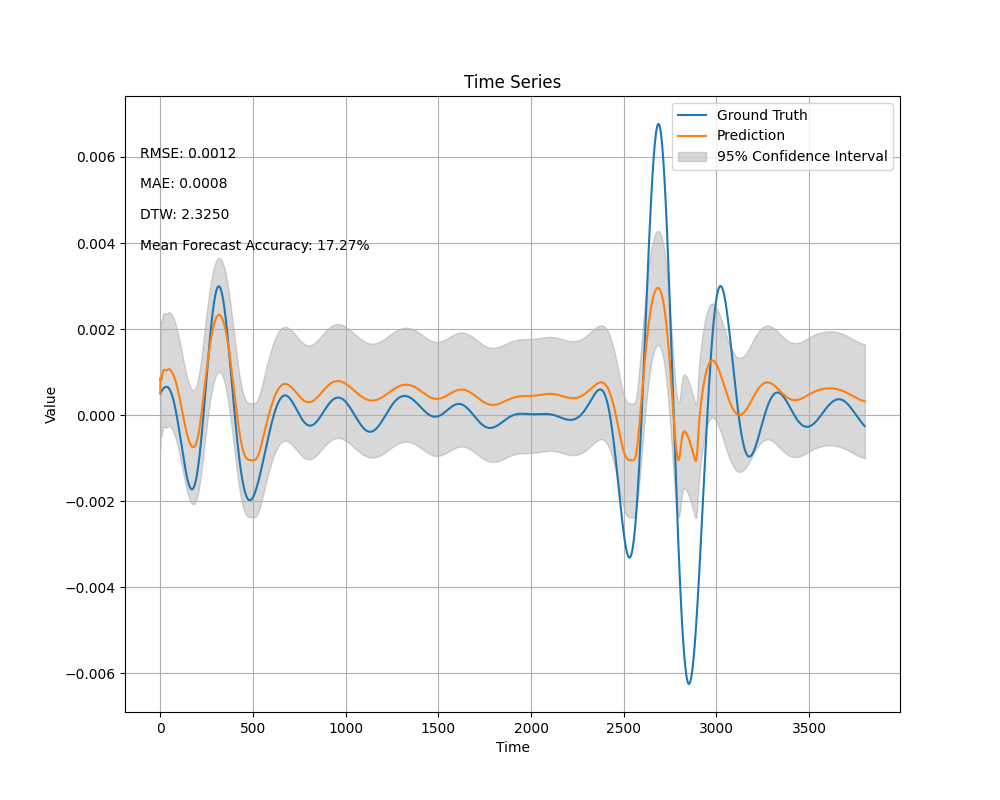 Time Series
Ground Truth
Prediction
95% Confidence Interval
RMSE: 0.0012
MAE: 0.0008
DTW: 2.3250
Mean Forecast Accuracy: 17.27%
Value
0.006
0.004
0.002
0.000
−0.002
−0.004
−0.006
0 500 1000 1500 2000 2500 3000 3500
Time